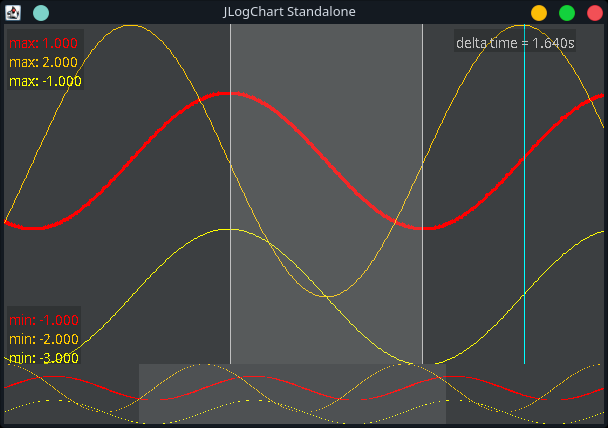 JLogChart Standalone
max: 1.000
max: 2.000
max: -1.000
delta time = 1.640s
min: -1.000
min: -2.000
min: -3.000